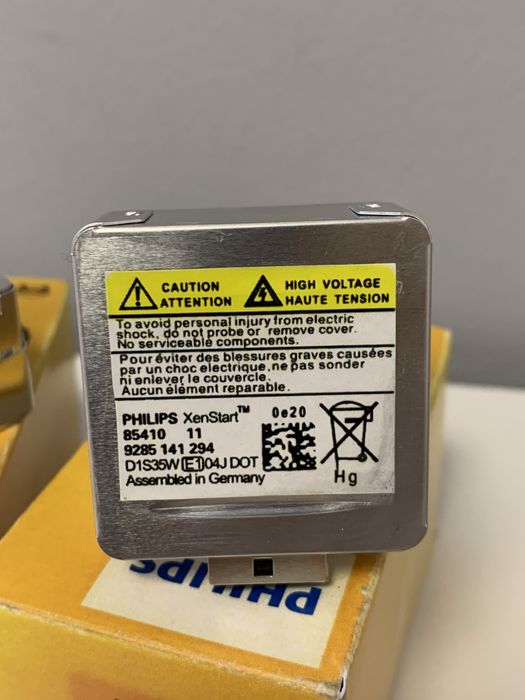 CAUTION
ATTENTION
HIGH VOLTAGE
HAUTE TENSION
To avoid personal injury from electric
shock, do not probe or remove cover.
No serviceable components.
Pour éviter des blessures graves causées
par un choc electrique, ne pas sonder
ni enlever le couvercle.
Aucun élément reparable.
PHILIPS XenStart™
85410 11
9285 141 294
D1S35W E1 04J DOT
Assembled in Germany
0e20
Hg
PHILIPS